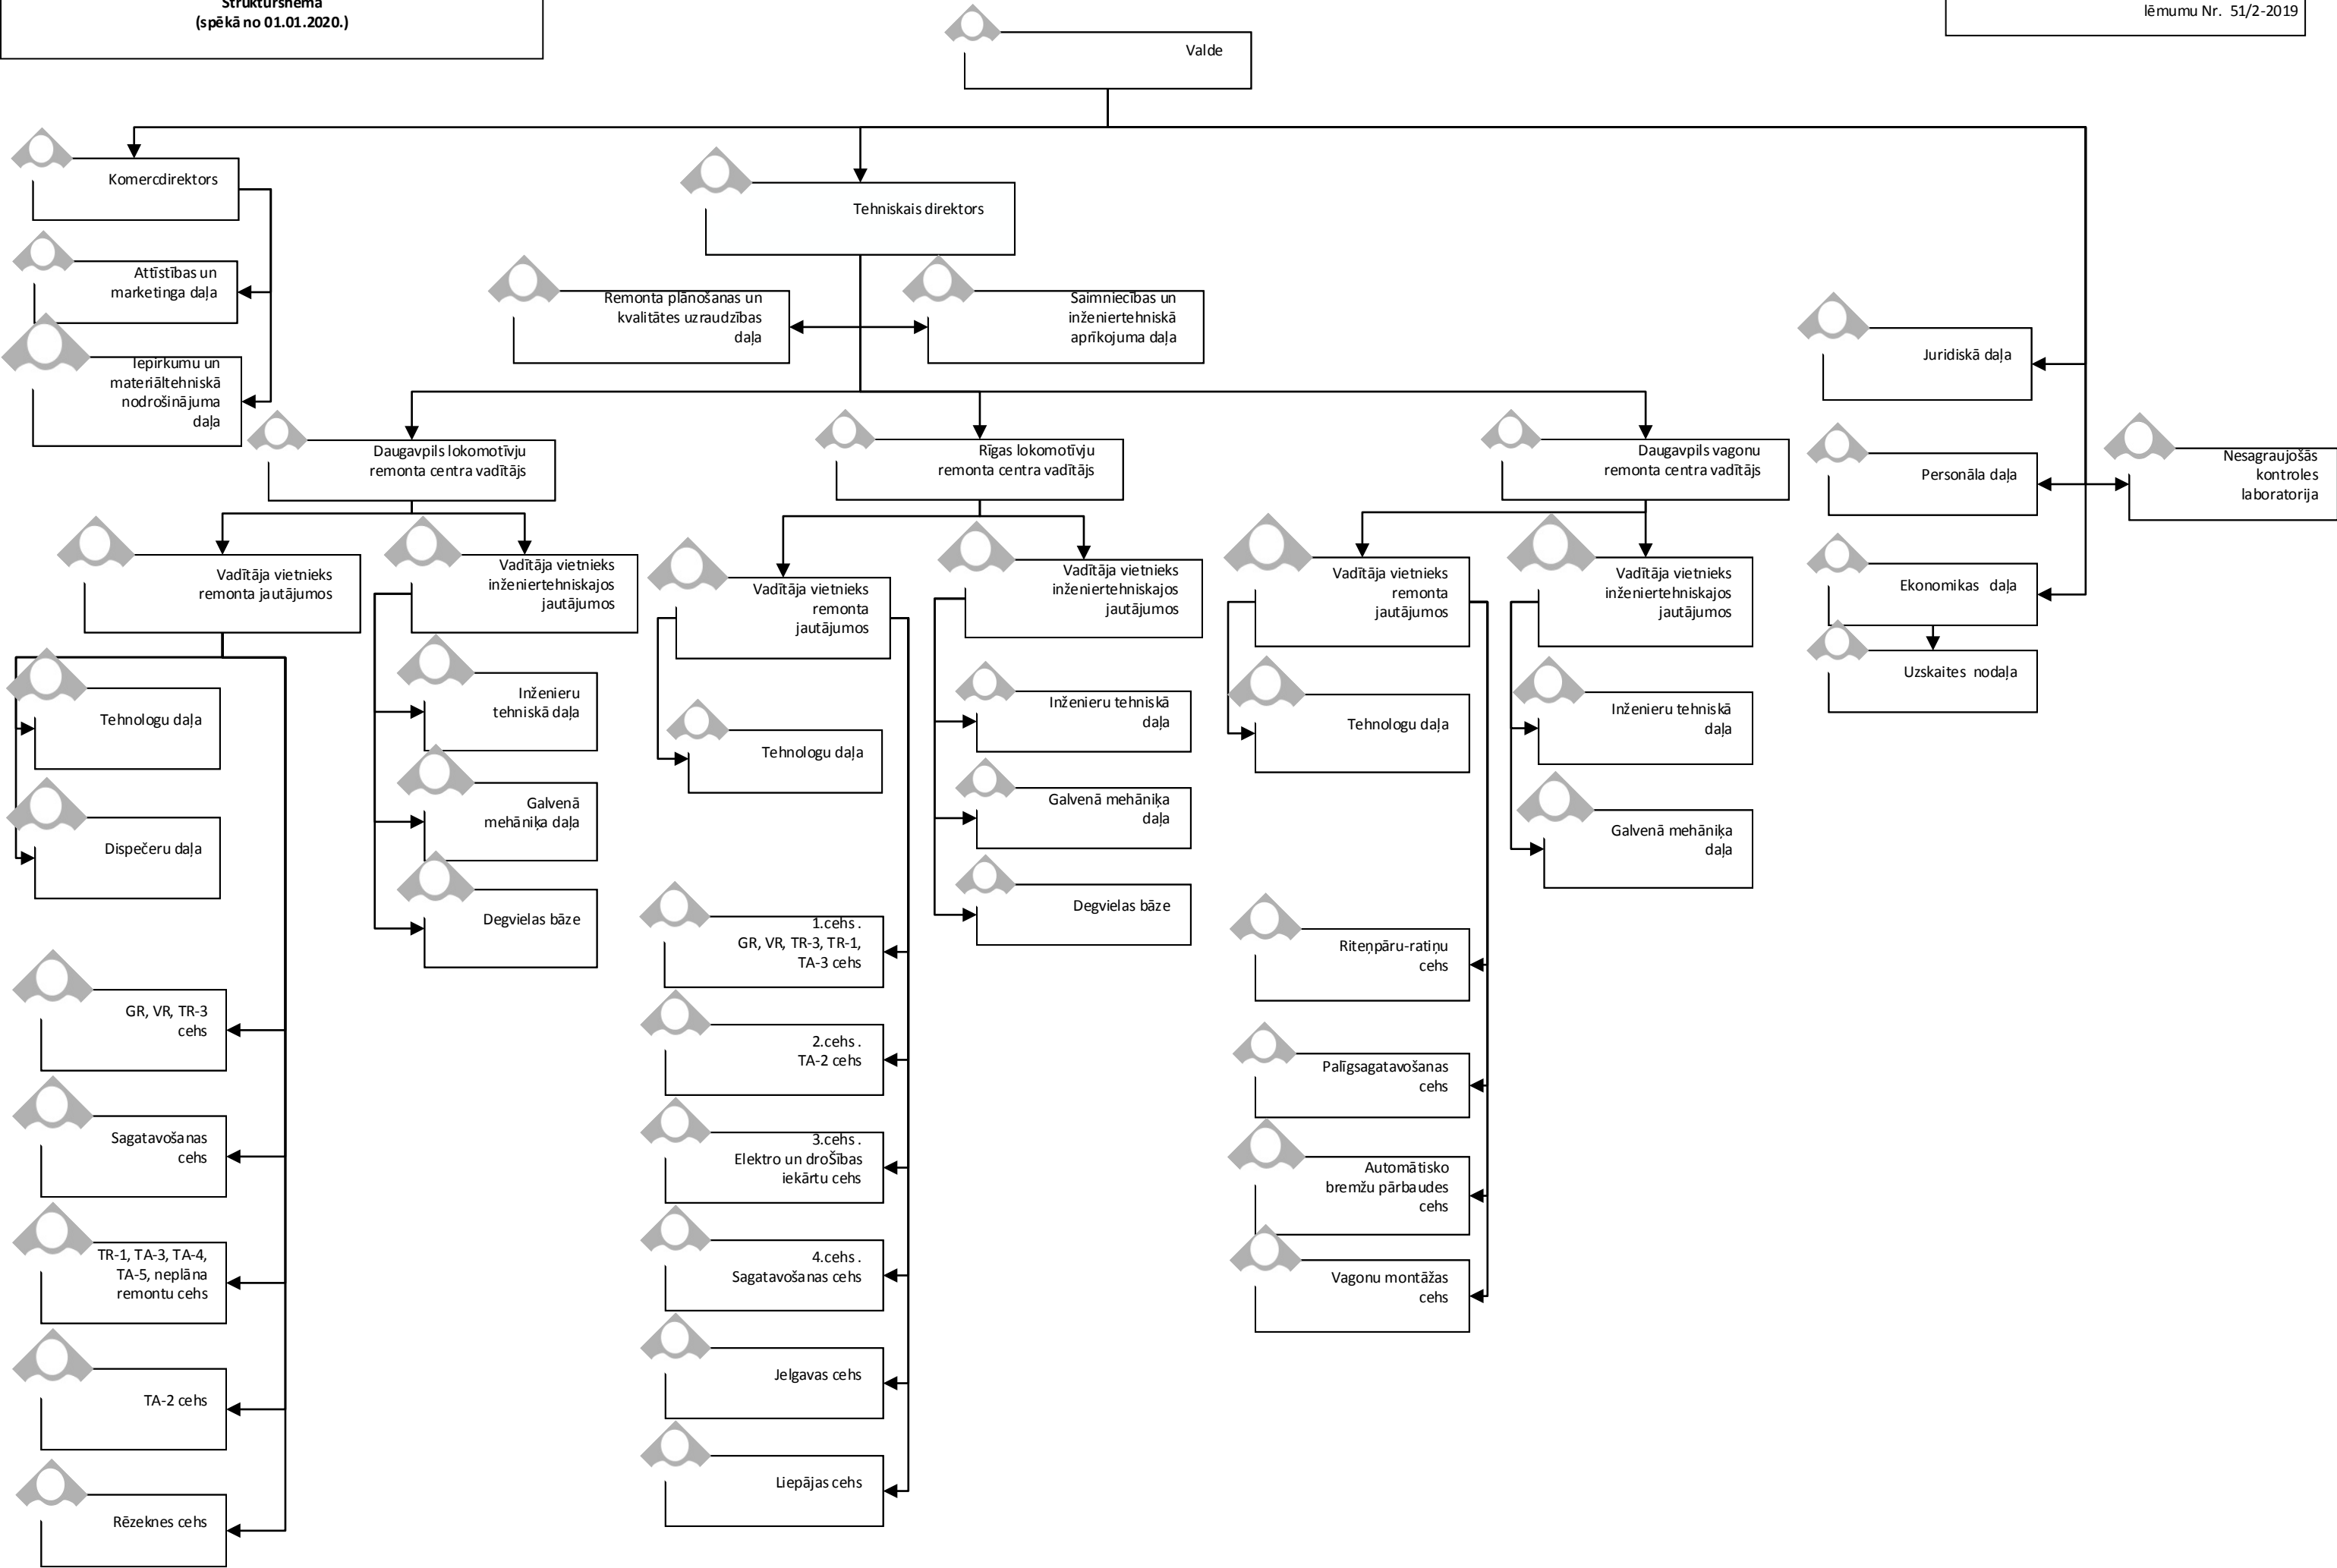 Struktūrshēma
(spēkā no 01.01.2020.)
lēmumu Nr. 51/2-2019
Valde
Komercdirektors
Tehniskais direktors
Attīstības un
marketinga daļa
Iepirkumu un
materiāltehniskā
nodrošinājuma
daļa
Remonta plānošanas un
kvalitātes uzraudzības
daļa
Saimniecības un
inženiertehniskā
aprīkojuma daļa
Juridiskā daļa
Personāla daļa
Nesagraujošās
kontroles
laboratorija
Ekonomikas daļa
Uzskaites nodaļa
Daugavpils lokomotīvju
remonta centra vadītājs
Rīgas lokomotīvju
remonta centra vadītājs
Daugavpils vagonu
remonta centra vadītājs
Vadītāja vietnieks
remonta jautājumos
Vadītāja vietnieks
inženiertehniskajos
jautājumos
Vadītāja vietnieks
remonta
jautājumos
Vadītāja vietnieks
inženiertehniskajos
jautājumos
Vadītāja vietnieks
remonta
jautājumos
Vadītāja vietnieks
inženiertehniskajos
jautājumos
Tehnologu daļa
Dispečeru daļa
GR, VR, TR-3
cehs
Sagatavošanas
cehs
TR-1, TA-3, TA-4,
TA-5, neplāna
remontu cehs
TA-2 cehs
Rēzeknes cehs
Inženieru
tehniskā daļa
Galvenā
mehāniķa daļa
Degvielas bāze
Tehnologu daļa
1.cehs .
GR, VR, TR-3, TR-1,
TA-3 cehs
2.cehs .
TA-2 cehs
3.cehs .
Elektro un droŠības
iekārtu cehs
4.cehs .
Sagatavošanas cehs
Jelgavas cehs
Liepājas cehs
Inženieru tehniskā
daļa
Galvenā mehāniķa
daļa
Degvielas bāze
Tehnologu daļa
Riteņpāru-ratiņu
cehs
Palīgsagatavošanas
cehs
Automātisko
bremžu pārbaudes
cehs
Vagonu montāžas
cehs
Inženieru tehniskā
daļa
Galvenā mehāniķa
daļa